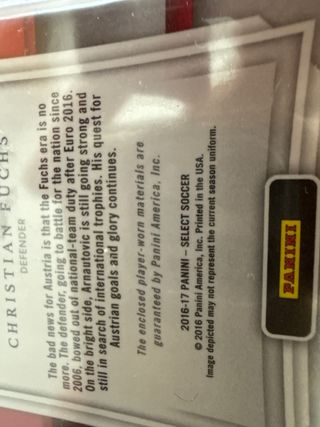 CHRISTIAN FUCHS
DEFENDER
The bad news for Austria is that the Fuchs era is no
more. The defender, going to battle for the nation since
2006, bowed out of national-team duty after Euro 2016.
On the bright side, Arnautovic is still going strong and
still in search of international trophies. His quest for
Austrian goals and glory continues.
The enclosed player-worn materials are
guaranteed by Panini America, Inc.
2016-17 PANINI – SELECT SOCCER
© 2016 Panini America, Inc. Printed in the USA.
Image depicted may not represent the current season uniform.
PANINI